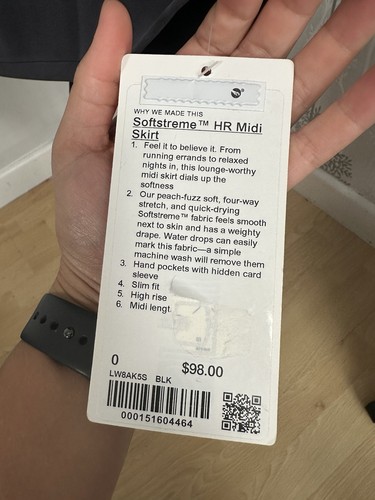 WHY WE MADE THIS
Softstreme™ HR Midi
Skirt
1. Feel it to believe it. From
running errands to relaxed
nights in, this lounge-worthy
midi skirt dials up the
softness
2. Our peach-fuzz soft, four-way
stretch, and quick-drying
Softstreme™ fabric feels smooth
next to skin and has a weighty
drape. Water drops can easily
mark this fabric—a simple
machine wash will remove them
3. Hand pockets with hidden card
sleeve
4. Slim fit
5. High rise
6. Midi lengt
0 $98.00
LW8AK5S BLK
000151604464